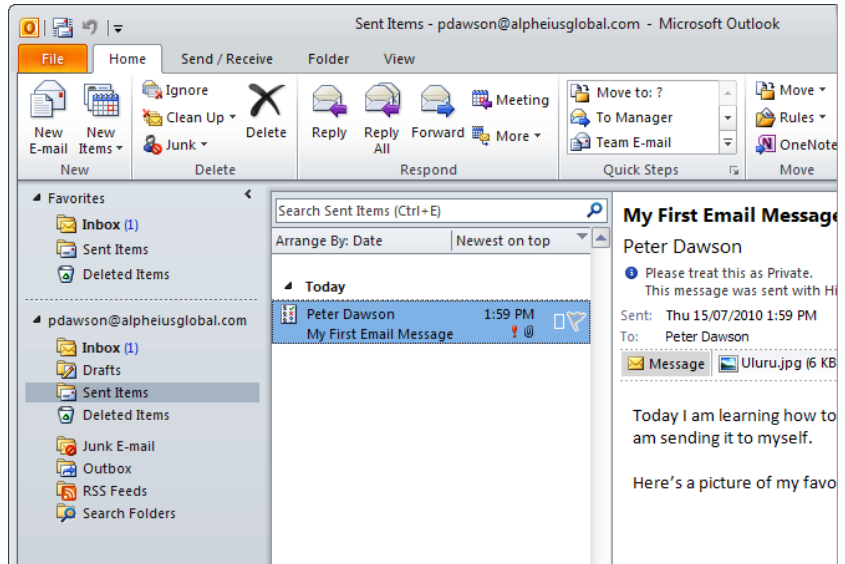 Sent Items - pdawson@alpheiusglobal.com - Microsoft Outlook
File Home Send / Receive Folder View
New E-mail
New Items
Ignore
Clean Up
Junk
Delete
Reply
Reply All
Forward
Meeting
More
Move to: ?
To Manager
Team E-mail
Move
Rules
OneNote
New Delete Respond Quick Steps Move
Favorites
Inbox (1)
Sent Items
Deleted Items
pdawson@alpheiusglobal.com
Inbox (1)
Drafts
Sent Items
Deleted Items
Junk E-mail
Outbox
RSS Feeds
Search Folders
Search Sent Items (Ctrl+E)
Arrange By: Date Newest on top
Today
Peter Dawson 1:59 PM
My First Email Message
My First Email Message
Peter Dawson
Please treat this as Private.
This message was sent with Hi
Sent: Thu 15/07/2010 1:59 PM
To: Peter Dawson
Message Uluru.jpg (6 KB
Today I am learning how to
am sending it to myself.
Here's a picture of my favo